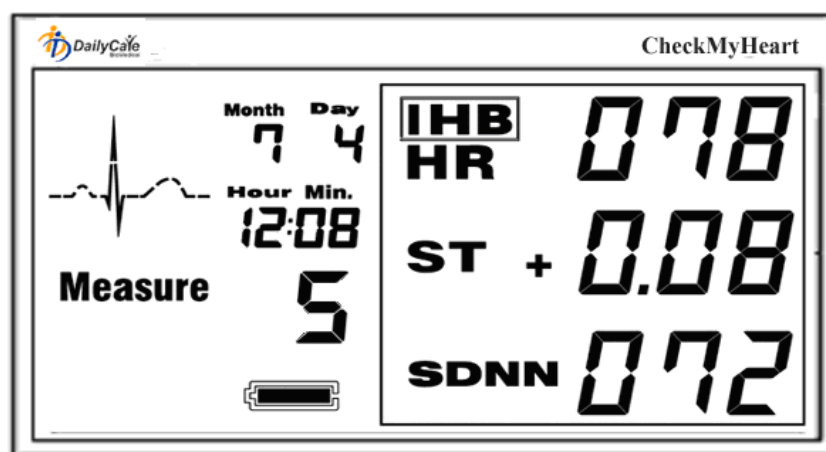 DailyCare
BioMedical
CheckMyHeart
Month Day
7 4
Hour Min.
12:08
Measure 5
IHB
HR 078
ST + 0.08
SDNN 072